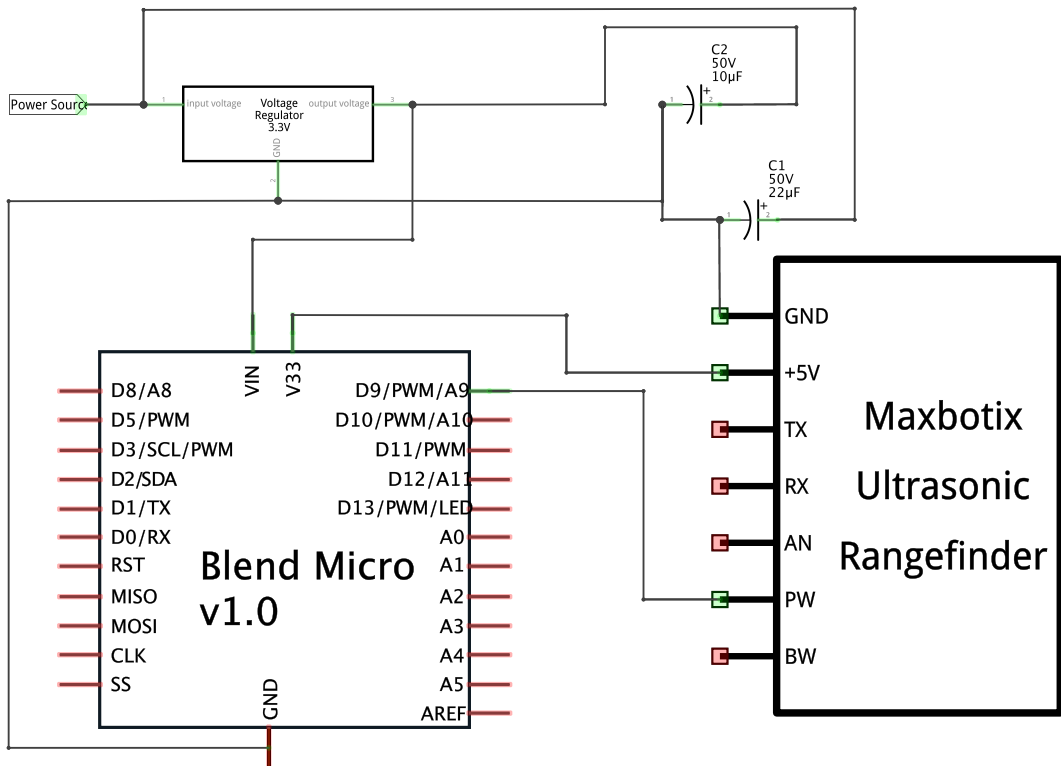 C2
50V
10µF
+
1
2
Power Source
1
input voltage
Voltage
Regulator
3.3V
output voltage
3
GND
2
C1
50V
22µF
+
1
2
GND
+5V
TX
RX
AN
PW
BW
Maxbotix
Ultrasonic
Rangefinder
VIN
V33
D8/A8
D5/PWM
D3/SCL/PWM
D2/SDA
D1/TX
D0/RX
RST
MISO
MOSI
CLK
SS
D9/PWM/A9
D10/PWM/A10
D11/PWM
D12/A11
D13/PWM/LED
A0
A1
A2
A3
A4
A5
AREF
Blend Micro
v1.0
GND